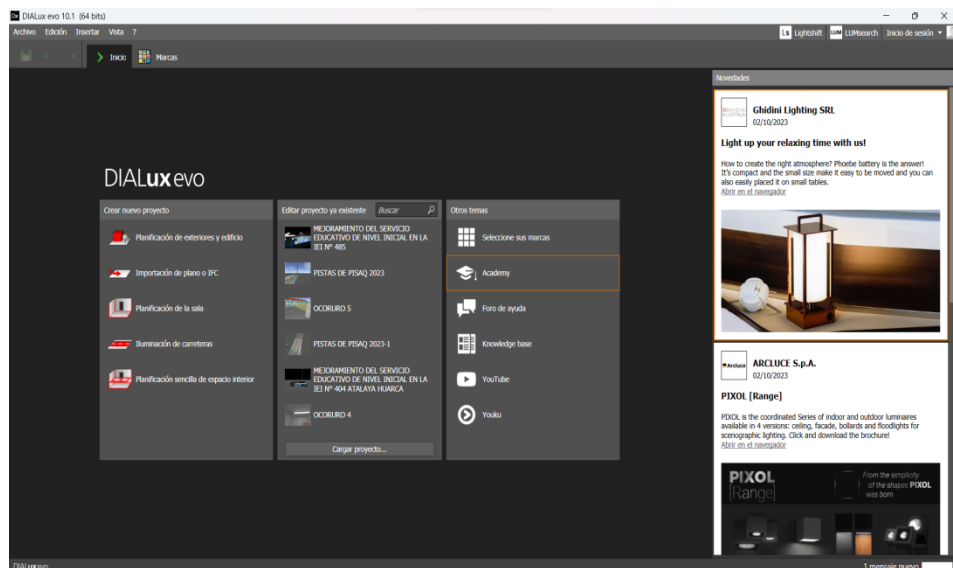 DIALux evo 10.1 (64 bits)
Archivo Edición Insertar Vista ?
Ls Lightshift LUM LUMsearch Inicio de sesión
Inicio Marcas
Novedades
Ghidini Lighting SRL
02/10/2023
Light up your relaxing time with us!
How to create the right atmosphere? Phoebe battery is the answer!
It's compact and the small size make it easy to be moved and you can
also easily placed it on small tables.
Abrir en el navegador
DIALux evo
Crear nuevo proyecto
Planificación de exteriores y edificio
Importación de plano o IFC
Planificación de la sala
Iluminación de carreteras
Planificación sencilla de espacio interior
Editar proyecto ya existente Buscar
MEJORAMIENTO DEL SERVICIO
EDUCATIVO DE NIVEL INICIAL EN LA
IEI N° 485
PISTAS DE PISAQ 2023
OCORURO 5
PISTAS DE PISAQ 2023-1
MEJORAMIENTO DEL SERVICIO
EDUCATIVO DE NIVEL INICIAL EN LA
IEI N° 404 ATALAYA HUARCA
OCORURO 4
Cargar proyecto...
Otros temas
Seleccione sus marcas
Academy
Foro de ayuda
Knowledge base
YouTube
Youku
Arcluce
ARCLUCE S.p.A.
02/10/2023
PIXOL [Range]
PIXOL is the coordinated Series of indoor and outdoor luminaires
available in 4 versions: ceiling, facade, bollards and floodlights for
scenographic lighting. Click and download the brochure!
Abrir en el navegador
PIXOL
[Range]
From the simplicity
of the shapes PIXOL
was born
DIALux evo
1 mensaje nuevo